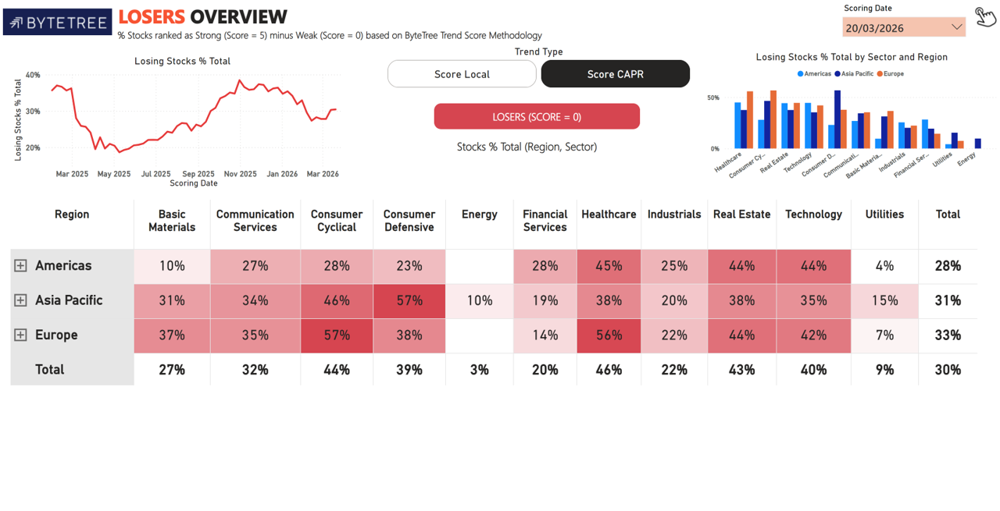 BYTETREE
LOSERS OVERVIEW
% Stocks ranked as Strong (Score = 5) minus Weak (Score = 0) based on ByteTree Trend Score Methodology
Scoring Date
20/03/2026
Losing Stocks % Total
Losing Stocks % Total
40%
30%
20%
Mar 2025 May 2025 Jul 2025 Sep 2025 Nov 2025 Jan 2026 Mar 2026
Scoring Date
Trend Type
Score Local Score CAPR
LOSERS (SCORE = 0)
Stocks % Total (Region, Sector)
Losing Stocks % Total by Sector and Region
Americas Asia Pacific Europe
50%
0%
Healthcare Consumer Cy... Real Estate Technology Consumer D... Communicati... Basic Materia... Industrials Financial Ser... Utilities Energy
Region Basic Materials Communication Services Consumer Cyclical Consumer Defensive Energy Financial Services Healthcare Industrials Real Estate Technology Utilities Total
Americas 10% 27% 28% 23% 28% 45% 25% 44% 44% 4% 28%
Asia Pacific 31% 34% 46% 57% 10% 19% 38% 20% 38% 35% 15% 31%
Europe 37% 35% 57% 38% 14% 56% 22% 44% 42% 7% 33%
Total 27% 32% 44% 39% 3% 20% 46% 22% 43% 40% 9% 30%